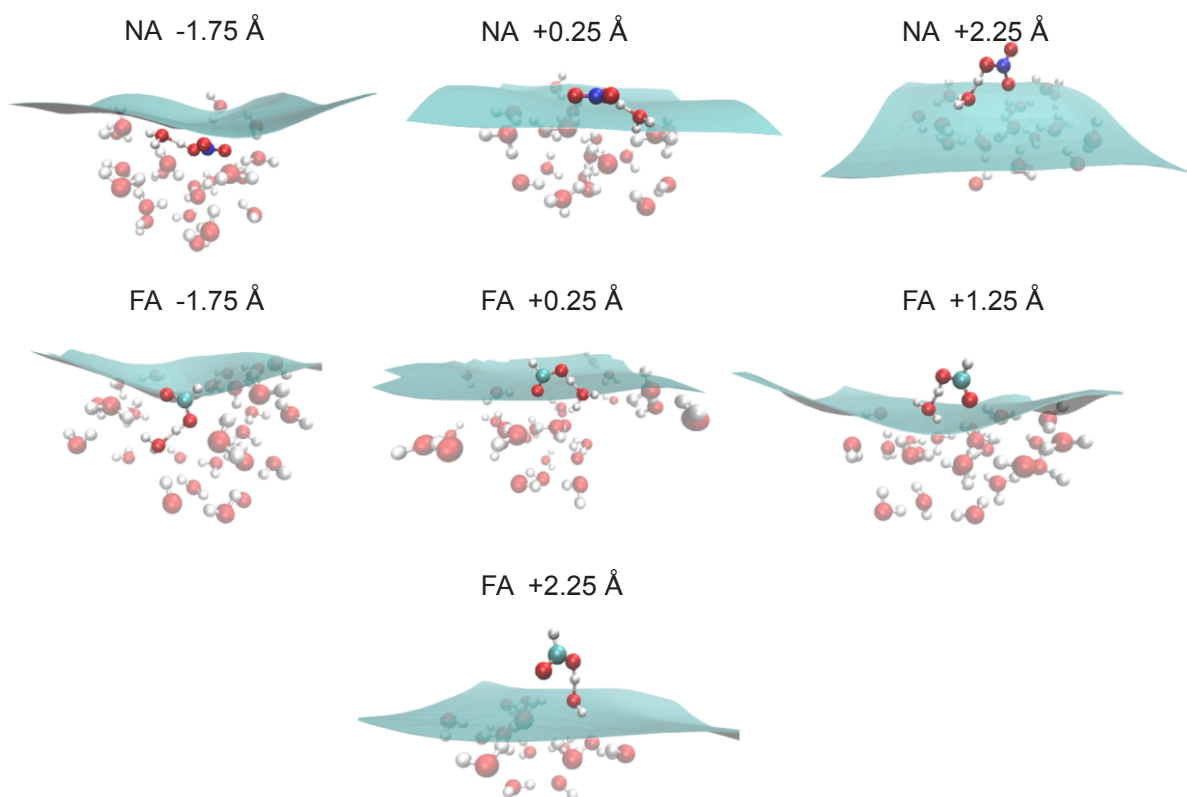 NA -1.75 Å
NA +0.25 Å
NA +2.25 Å
FA -1.75 Å
FA +0.25 Å
FA +1.25 Å
FA +2.25 Å